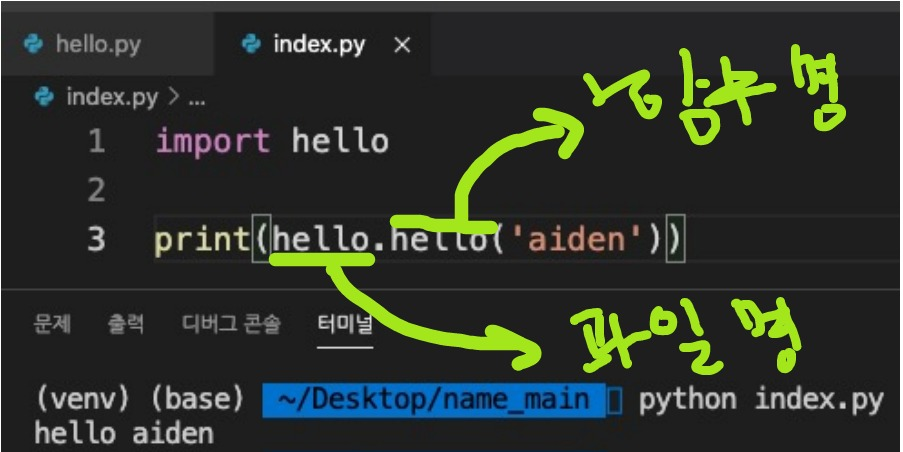 hello.py index.py ×
index.py > ...
1 import hello
2
3 print(hello.hello('aiden'))
함수명
파일명
문제 출력 디버그 콘솔 터미널
(venv) (base) ~/Desktop/name_main python index.py
hello aiden